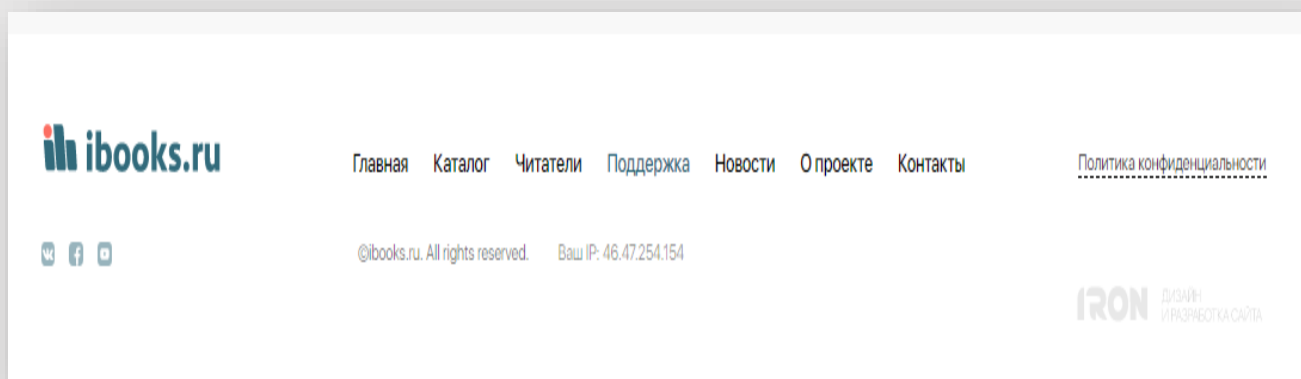 ibooks.ru
Главная Каталог Читатели Поддержка Новости О проекте Контакты
Политика конфиденциальности
©ibooks.ru. All rights reserved. Ваш IP: 46.47.254.154
IRON ДИЗАЙН
И РАЗРАБОТКА САЙТА